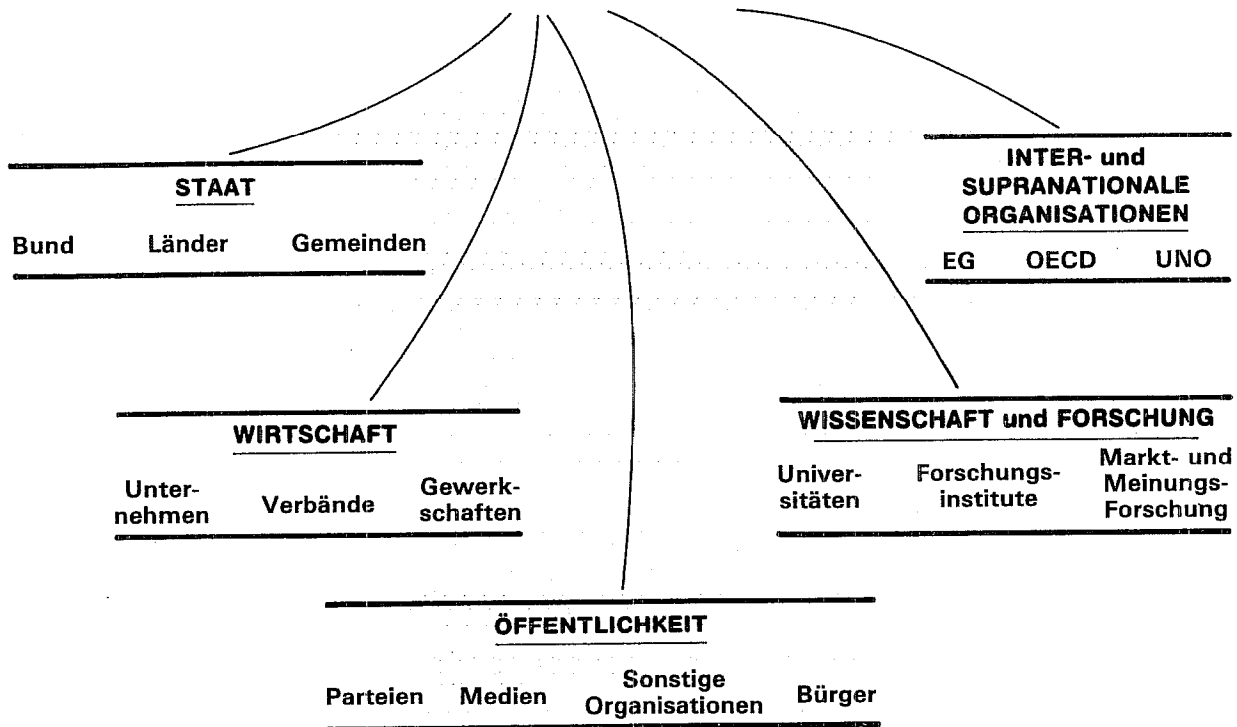 STAAT
Bund Länder Gemeinden
INTER- und
SUPRANATIONALE
ORGANISATIONEN
EG OECD UNO
WIRTSCHAFT
Unter-
nehmen
Verbände
Gewerk-
schaften
WISSENSCHAFT und FORSCHUNG
Univer-
sitäten
Forschungs-
institute
Markt- und
Meinungs-
Forschung
ÖFFENTLICHKEIT
Parteien
Medien
Sonstige
Organisationen
Bürger